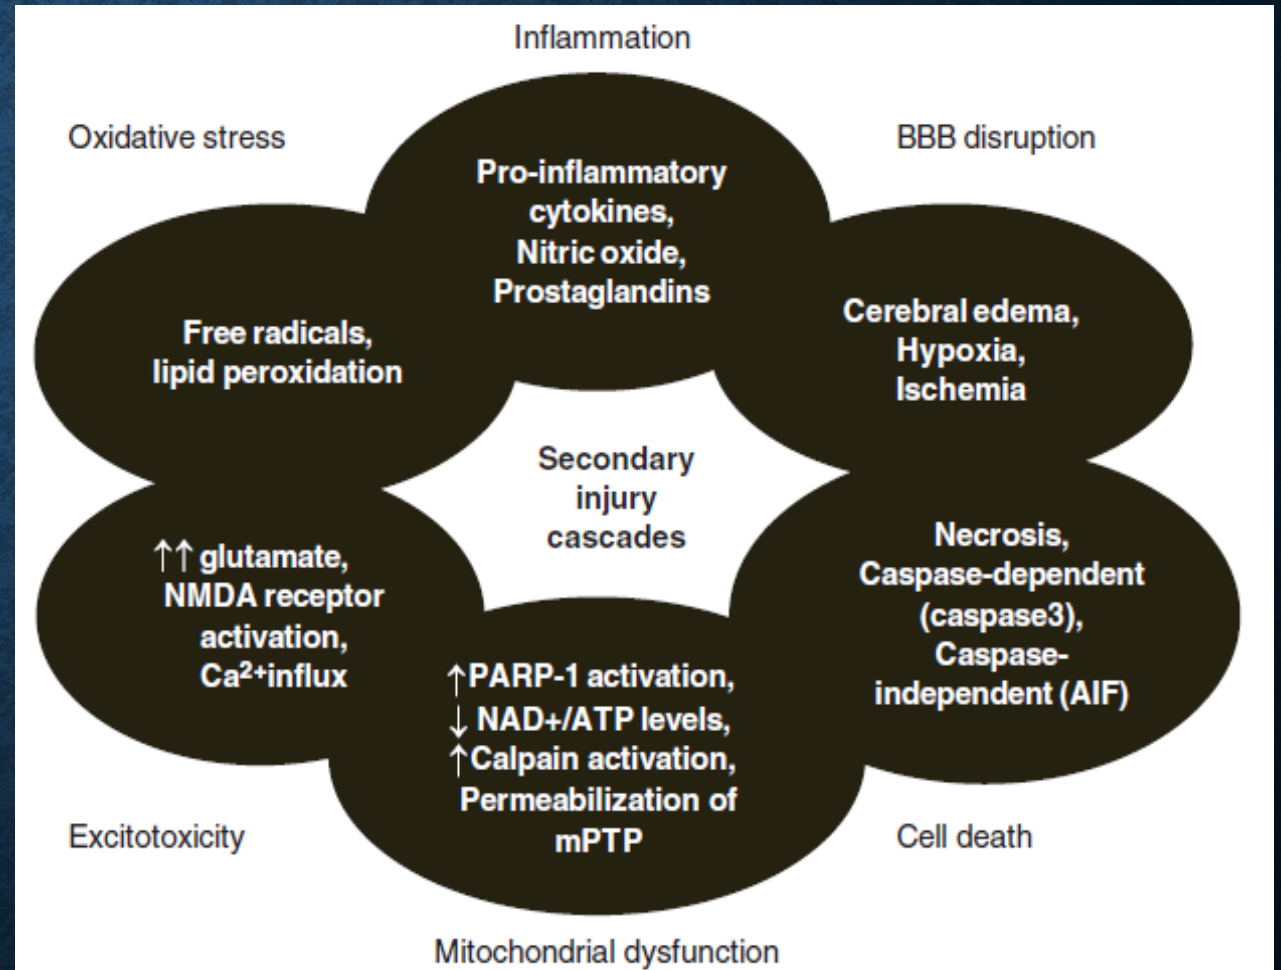 Inflammation
Oxidative stress
BBB disruption
Pro-inflammatory
cytokines,
Nitric oxide,
Prostaglandins
Free radicals,
lipid peroxidation
Cerebral edema,
Hypoxia,
Ischemia
Secondary
injury
cascades
↑↑ glutamate,
NMDA receptor
activation,
Ca²⁺influx
Necrosis,
Caspase-dependent
(caspase3),
Caspase-
independent (AIF)
↑PARP-1 activation,
↓ NAD+/ATP levels,
↑Calpain activation,
Permeabilization of
mPTP
Excitotoxicity
Cell death
Mitochondrial dysfunction